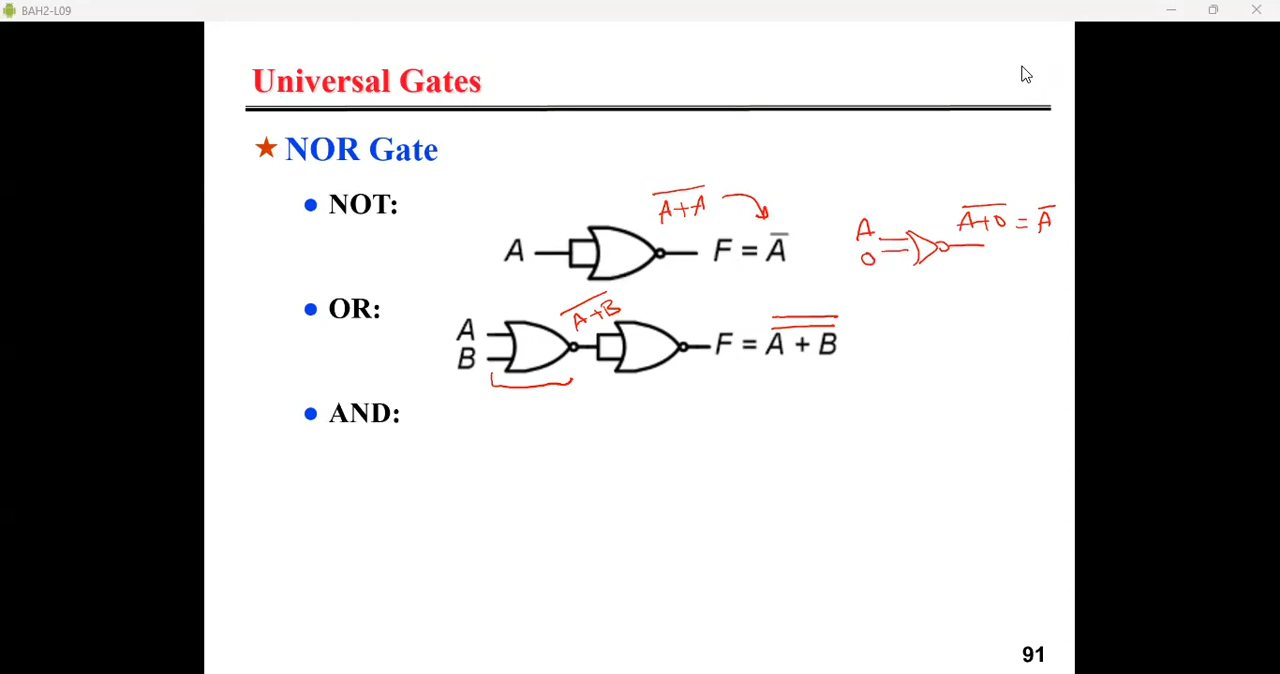 BAH2-L09
Universal Gates
★ NOR Gate
• NOT:
A̅+̅A̅
A F = A̅
A
0
A̅+̅0̅ = A̅
• OR:
A
B
A̅+̅B̅
F = A̿ ̿+̿ ̿B̿
• AND:
91